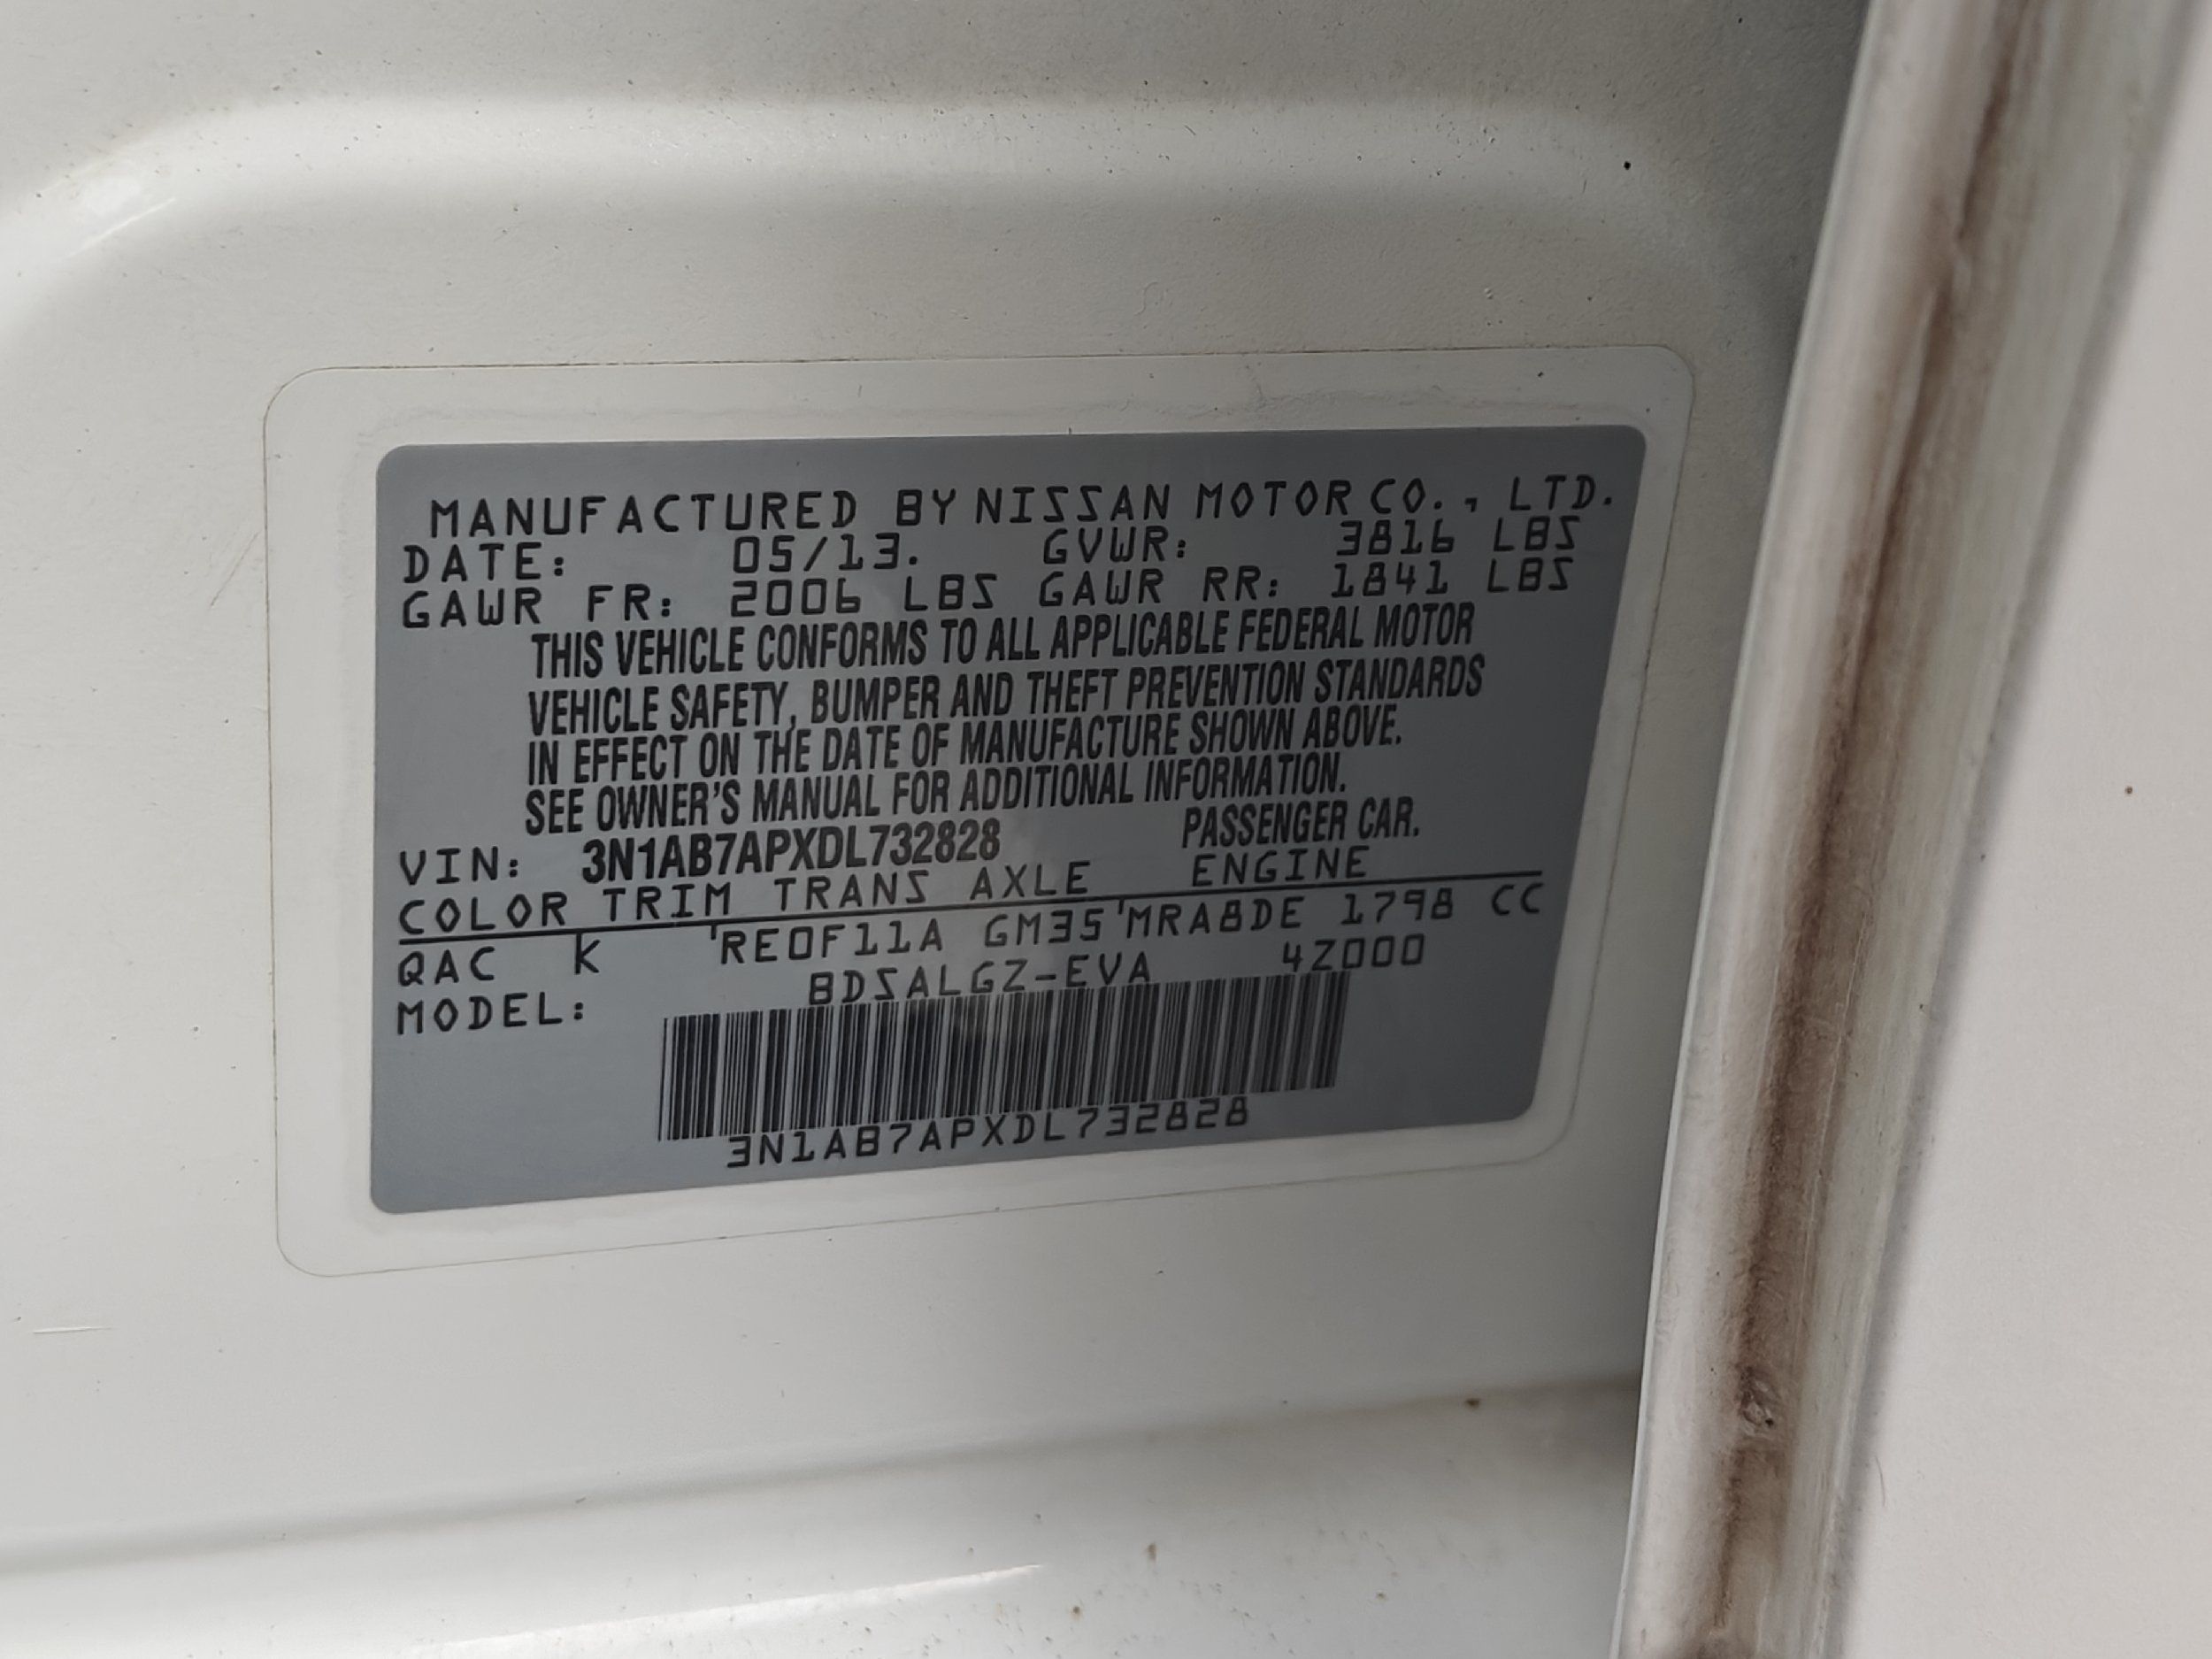 MANUFACTURED BY NISSAN MOTOR CO., LTD.
DATE: 05/13. GVWR: 3816 LBS
GAWR FR: 2006 LBS GAWR RR: 1841 LBS
THIS VEHICLE CONFORMS TO ALL APPLICABLE FEDERAL MOTOR
VEHICLE SAFETY, BUMPER AND THEFT PREVENTION STANDARDS
IN EFFECT ON THE DATE OF MANUFACTURE SHOWN ABOVE.
SEE OWNER'S MANUAL FOR ADDITIONAL INFORMATION.
VIN: 3N1AB7APXDL732828 PASSENGER CAR.
COLOR TRIM TRANS AXLE ENGINE
QAC K 'RE0F11A GM35'MRA8DE 1798 CC
MODEL: BDSALGZ-EVA 4Z000
3N1AB7APXDL732828